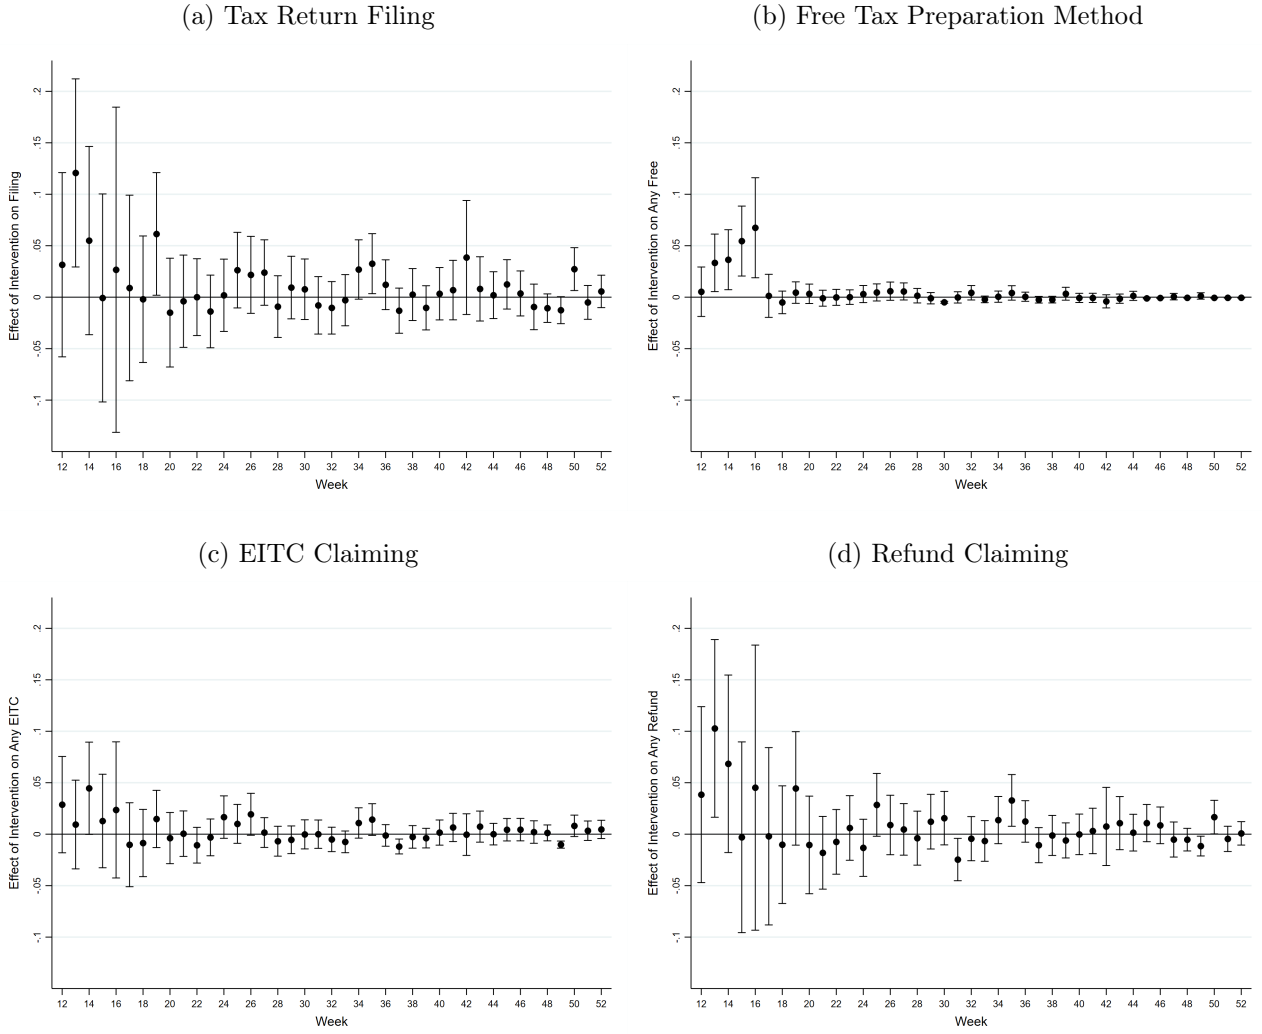 (a) Tax Return Filing
Effect of Intervention on Filing
.2
.15
.1
.05
0
-.05
-.1
12 14 16 18 20 22 24 26 28 30 32 34 36 38 40 42 44 46 48 50 52
Week
(b) Free Tax Preparation Method
Effect of Intervention on Any Free
.2
.15
.1
.05
0
-.05
-.1
12 14 16 18 20 22 24 26 28 30 32 34 36 38 40 42 44 46 48 50 52
Week
(c) EITC Claiming
Effect of Intervention on Any EITC
.2
.15
.1
.05
0
-.05
-.1
12 14 16 18 20 22 24 26 28 30 32 34 36 38 40 42 44 46 48 50 52
Week
(d) Refund Claiming
Effect of Intervention on Any Refund
.2
.15
.1
.05
0
-.05
-.1
12 14 16 18 20 22 24 26 28 30 32 34 36 38 40 42 44 46 48 50 52
Week